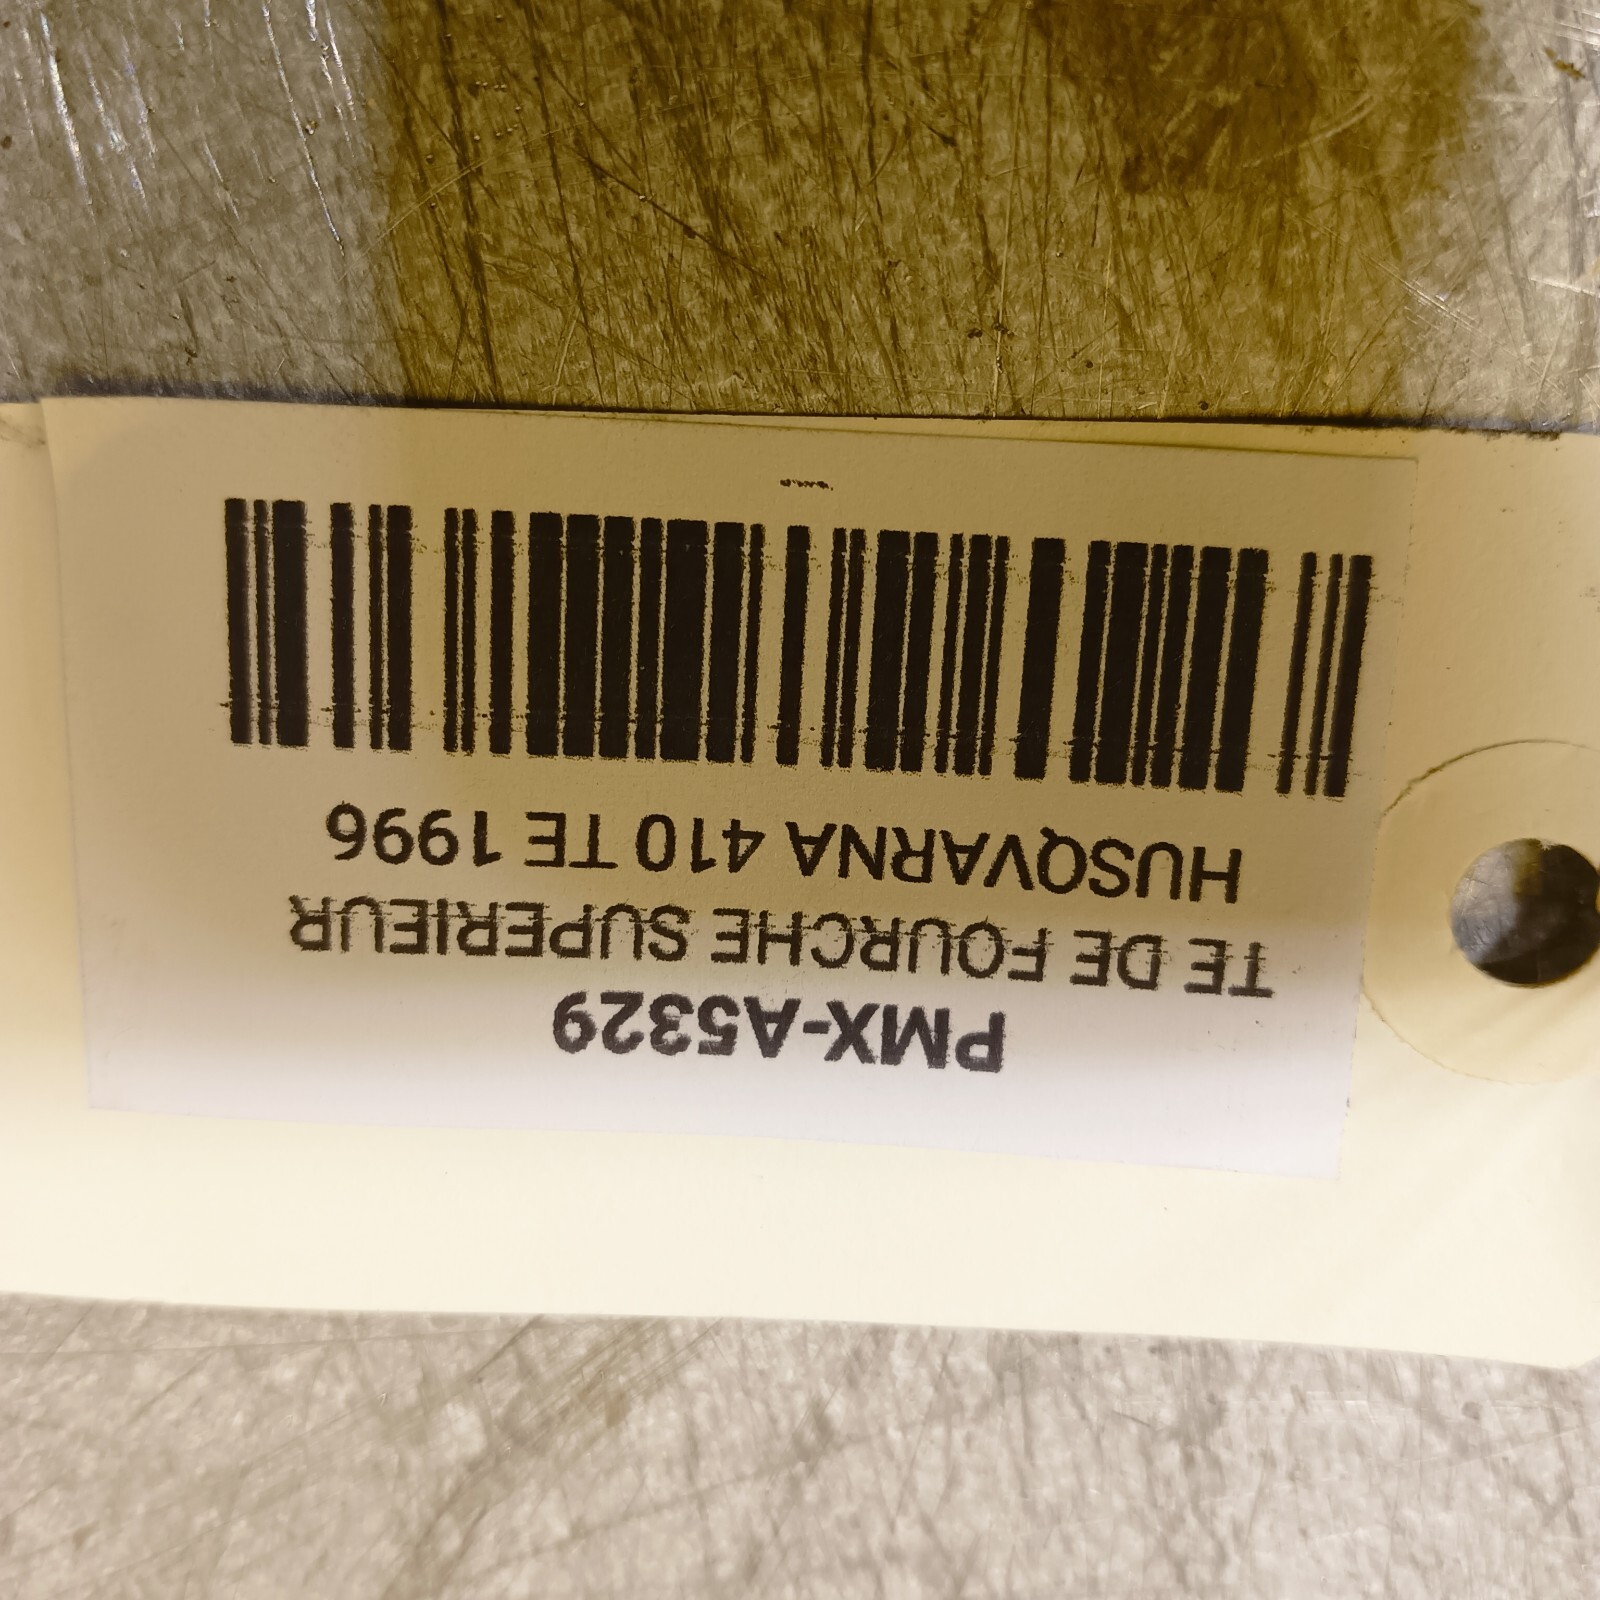 PMX-A5329
TE DE FOURCHE SUPERIEUR
HUSQVARNA 410 TE 1996